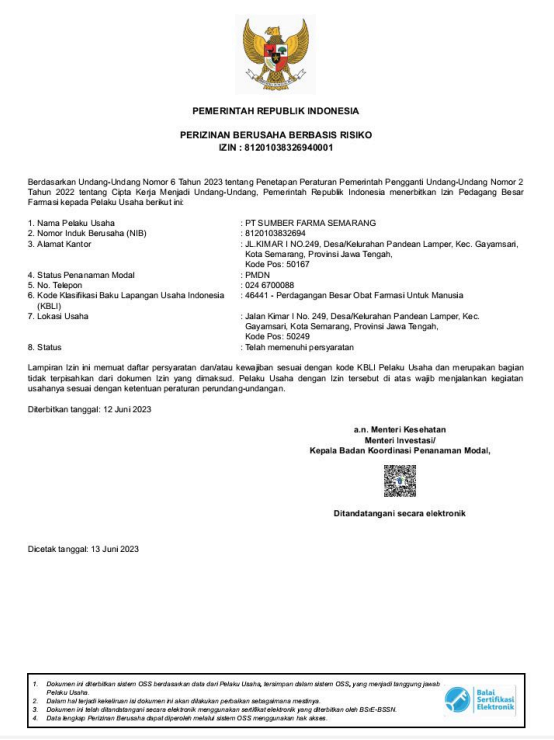 PEMERINTAH REPUBLIK INDONESIA
PERIZINAN BERUSAHA BERBASIS RISIKO
IZIN : 81201038326940001
Berdasarkan Undang-Undang Nomor 6 Tahun 2023 tentang Penetapan Peraturan Pemerintah Pengganti Undang-Undang Nomor 2
Tahun 2022 tentang Cipta Kerja Menjadi Undang-Undang, Pemerintah Republik Indonesia menerbitkan Izin Pedagang Besar
Farmasi kepada Pelaku Usaha berikut ini:
1. Nama Pelaku Usaha : PT SUMBER FARMA SEMARANG
2. Nomor Induk Berusaha (NIB) : 8120103832694
3. Alamat Kantor : JL.KIMAR I NO.249, Desa/Kelurahan Pandean Lamper, Kec. Gayamsari,
Kota Semarang, Provinsi Jawa Tengah,
Kode Pos: 50167
4. Status Penanaman Modal : PMDN
5. No. Telepon : 024 6700088
6. Kode Klasifikasi Baku Lapangan Usaha Indonesia : 46441 - Perdagangan Besar Obat Farmasi Untuk Manusia
(KBLI)
7. Lokasi Usaha : Jalan Kimar I No. 249, Desa/Kelurahan Pandean Lamper, Kec.
Gayamsari, Kota Semarang, Provinsi Jawa Tengah,
Kode Pos: 50249
8. Status : Telah memenuhi persyaratan
Lampiran Izin ini memuat daftar persyaratan dan/atau kewajiban sesuai dengan kode KBLI Pelaku Usaha dan merupakan bagian
tidak terpisahkan dari dokumen Izin yang dimaksud. Pelaku Usaha dengan Izin tersebut di atas wajib menjalankan kegiatan
usahanya sesuai dengan ketentuan peraturan perundang-undangan.
Diterbitkan tanggal: 12 Juni 2023
a.n. Menteri Kesehatan
Menteri Investasi/
Kepala Badan Koordinasi Penanaman Modal,
Ditandatangani secara elektronik
Dicetak tanggal: 13 Juni 2023
1. Dokumen ini diterbitkan sistem OSS berdasarkan data dari Pelaku Usaha, tersimpan dalam sistem OSS, yang menjadi tanggung jawab
Pelaku Usaha.
2. Dalam hal terjadi kekeliruan isi dokumen ini akan dilakukan perbaikan sebagaimana mestinya.
3. Dokumen ini telah ditandatangani secara elektronik menggunakan sertifikat elektronik yang diterbitkan oleh BSrE-BSSN.
4. Data lengkap Perizinan Berusaha dapat diperoleh melalui sistem OSS menggunakan hak akses.
Balai
Sertifikasi
Elektronik